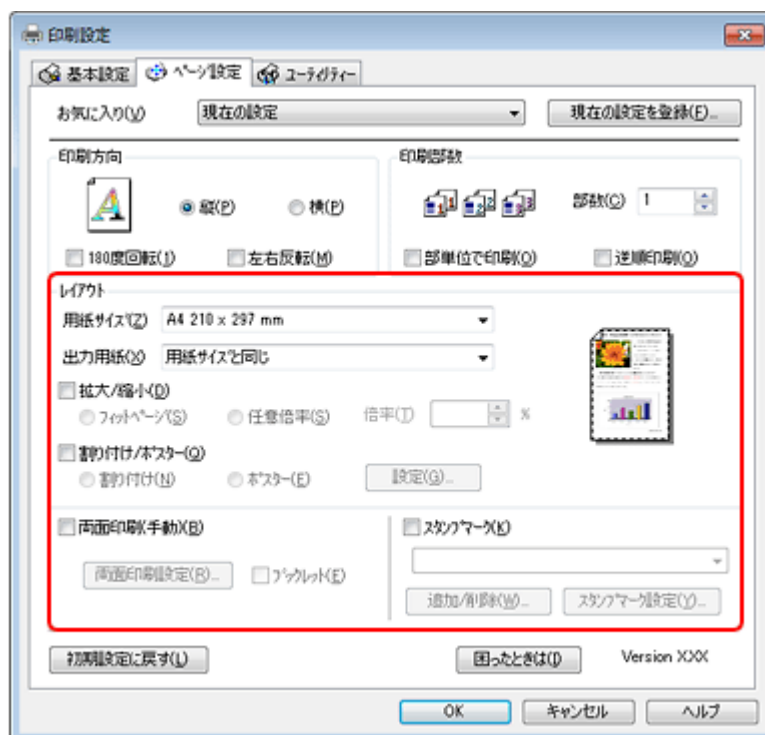 印刷設定
基本設定 ページ設定 ユーティリティー
お気に入り(V) 現在の設定 現在の設定を登録(F)...
印刷方向
縦(P) 横(P)
180度回転(1) 左右反転(M)
印刷部数
部数(C) 1
部単位で印刷(O) 逆順印刷(O)
レイアウト
用紙サイズ(Z) A4 210 x 297 mm
出力用紙(X) 用紙サイズと同じ
拡大/縮小(D)
フィットページ(S) 任意倍率(S) 倍率(T) %
割り付け/ポスター(Q)
割り付け(N) ポスター(E) 設定(G)...
両面印刷(手動)(B)
両面印刷設定(R)... ブックレット(E)
スタンプマーク(K)
追加/削除(W)... スタンプマーク設定(Y)...
初期設定に戻す(L) 困ったときは(I) Version XXX
OK キャンセル ヘルプ